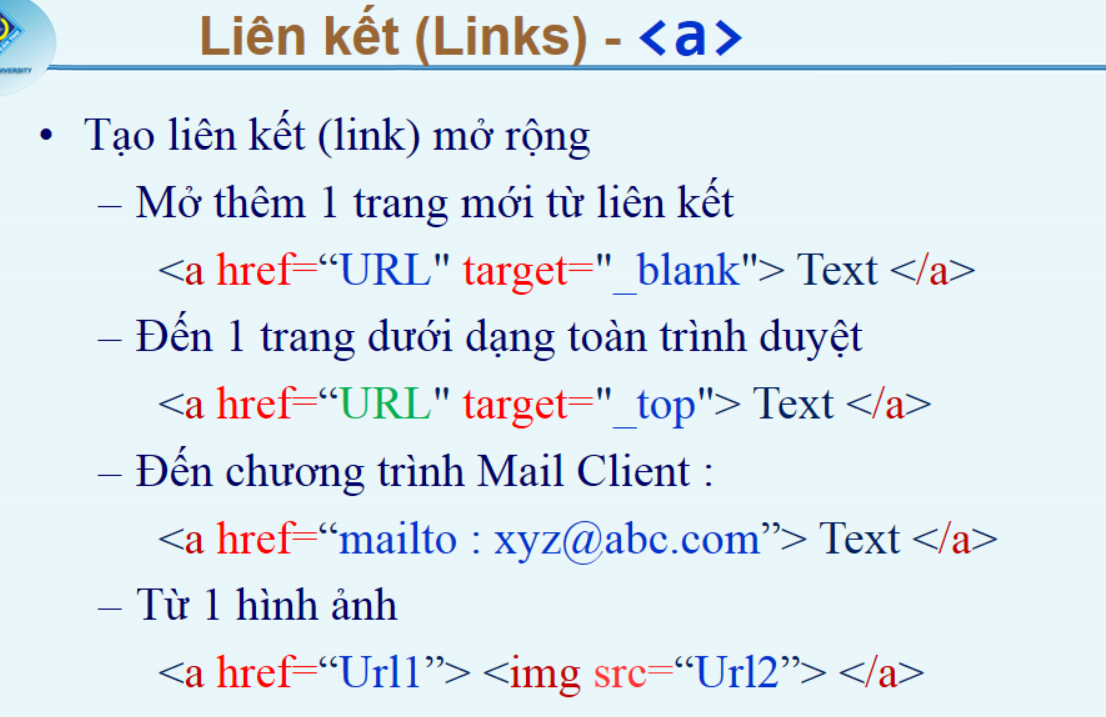 Liên kết (Links) - <a>
VERSITY
• Tạo liên kết (link) mở rộng
– Mở thêm 1 trang mới từ liên kết
<a href=“URL" target="_blank"> Text </a>
– Đến 1 trang dưới dạng toàn trình duyệt
<a href=“URL" target="_top"> Text </a>
– Đến chương trình Mail Client :
<a href=“mailto : xyz@abc.com”> Text </a>
– Từ 1 hình ảnh
<a href=“Url1”> <img src=“Url2”> </a>